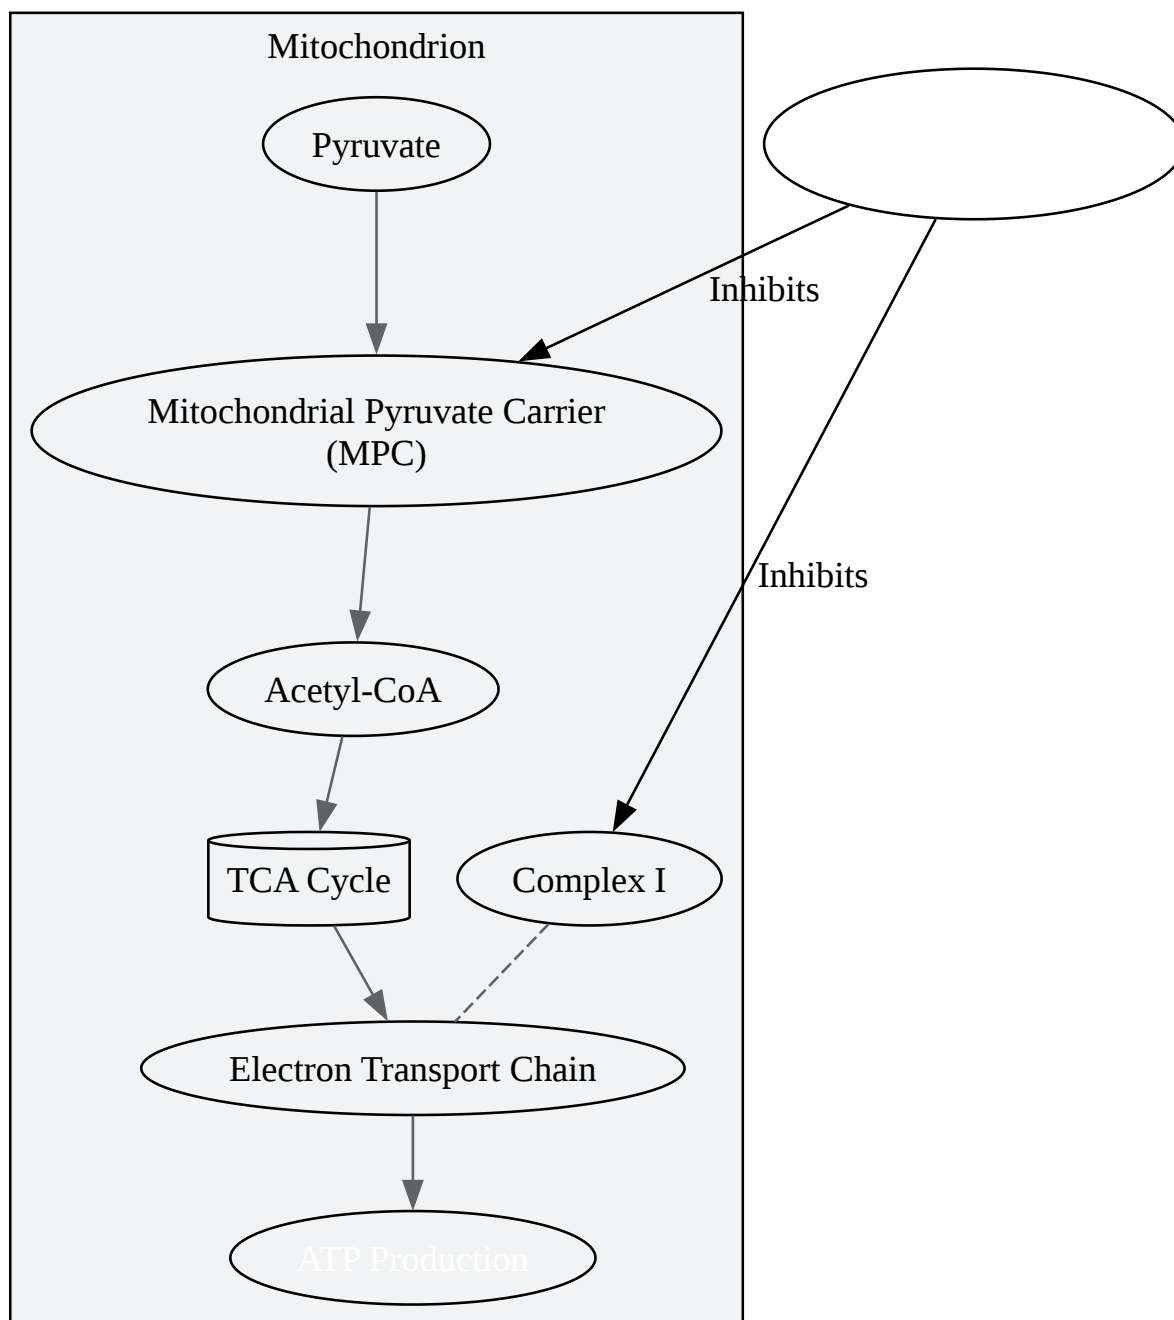 Mitochondrion
Pyruvate
Inhibits
Mitochondrial Pyruvate Carrier
(MPC)
Inhibits
Acetyl-CoA
TCA Cycle
Complex I
Electron Transport Chain
ATP Production